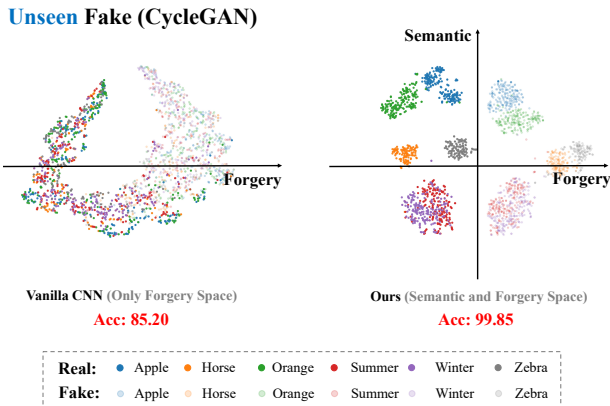 Unseen Fake (CycleGAN)
Semantic
Forgery
Forgery
Vanilla CNN (Only Forgery Space)
Acc: 85.20
Ours (Semantic and Forgery Space)
Acc: 99.85
Real: Apple Horse Orange Summer Winter Zebra
Fake: Apple Horse Orange Summer Winter Zebra